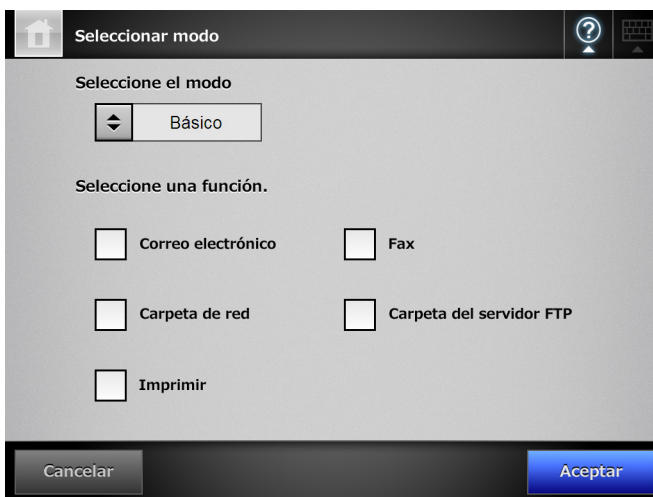 Seleccionar modo
Seleccione el modo
Básico
Seleccione una función.
Correo electrónico
Fax
Carpeta de red
Carpeta del servidor FTP
Imprimir
Cancelar
Aceptar